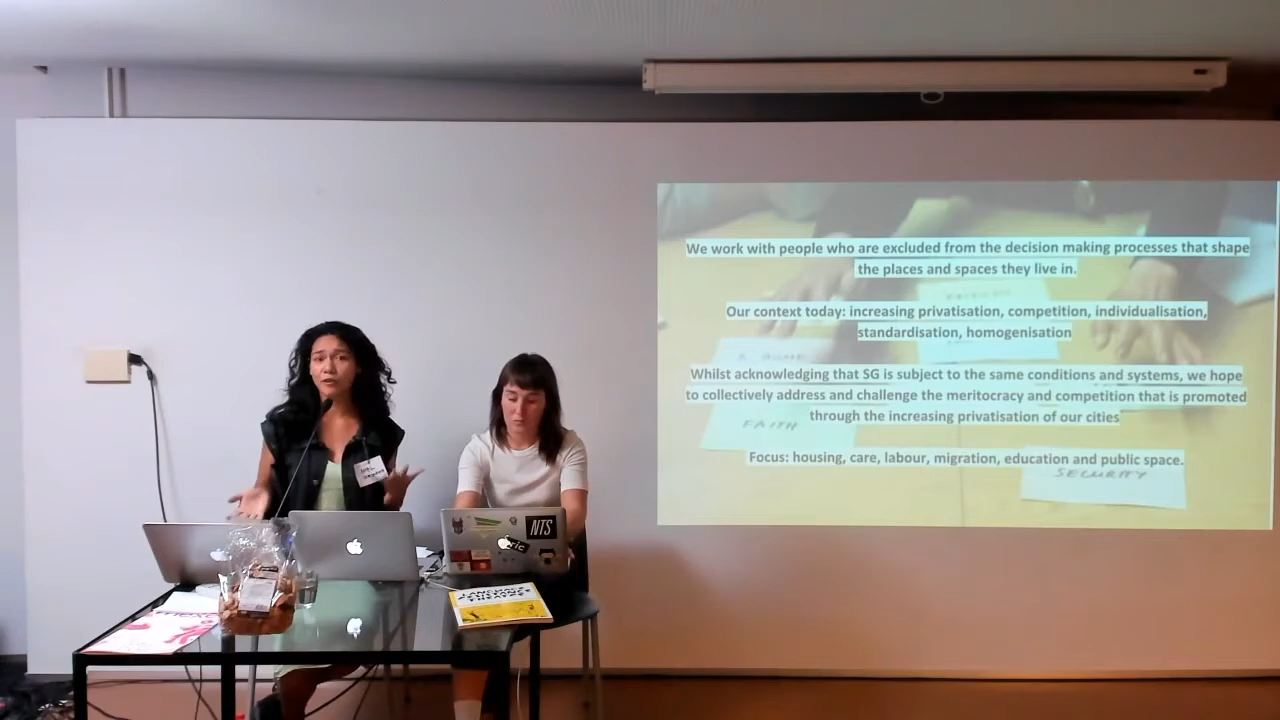 We work with people who are excluded from the decision making processes that shape
the places and spaces they live in.
Our context today: increasing privatisation, competition, individualisation,
standardisation, homogenisation
Whilst acknowledging that SG is subject to the same conditions and systems, we hope
to collectively address and challenge the meritocracy and competition that is promoted
through the increasing privatisation of our cities
FAITH
Focus: housing, care, labour, migration, education and public space.
SECURITY
NTS